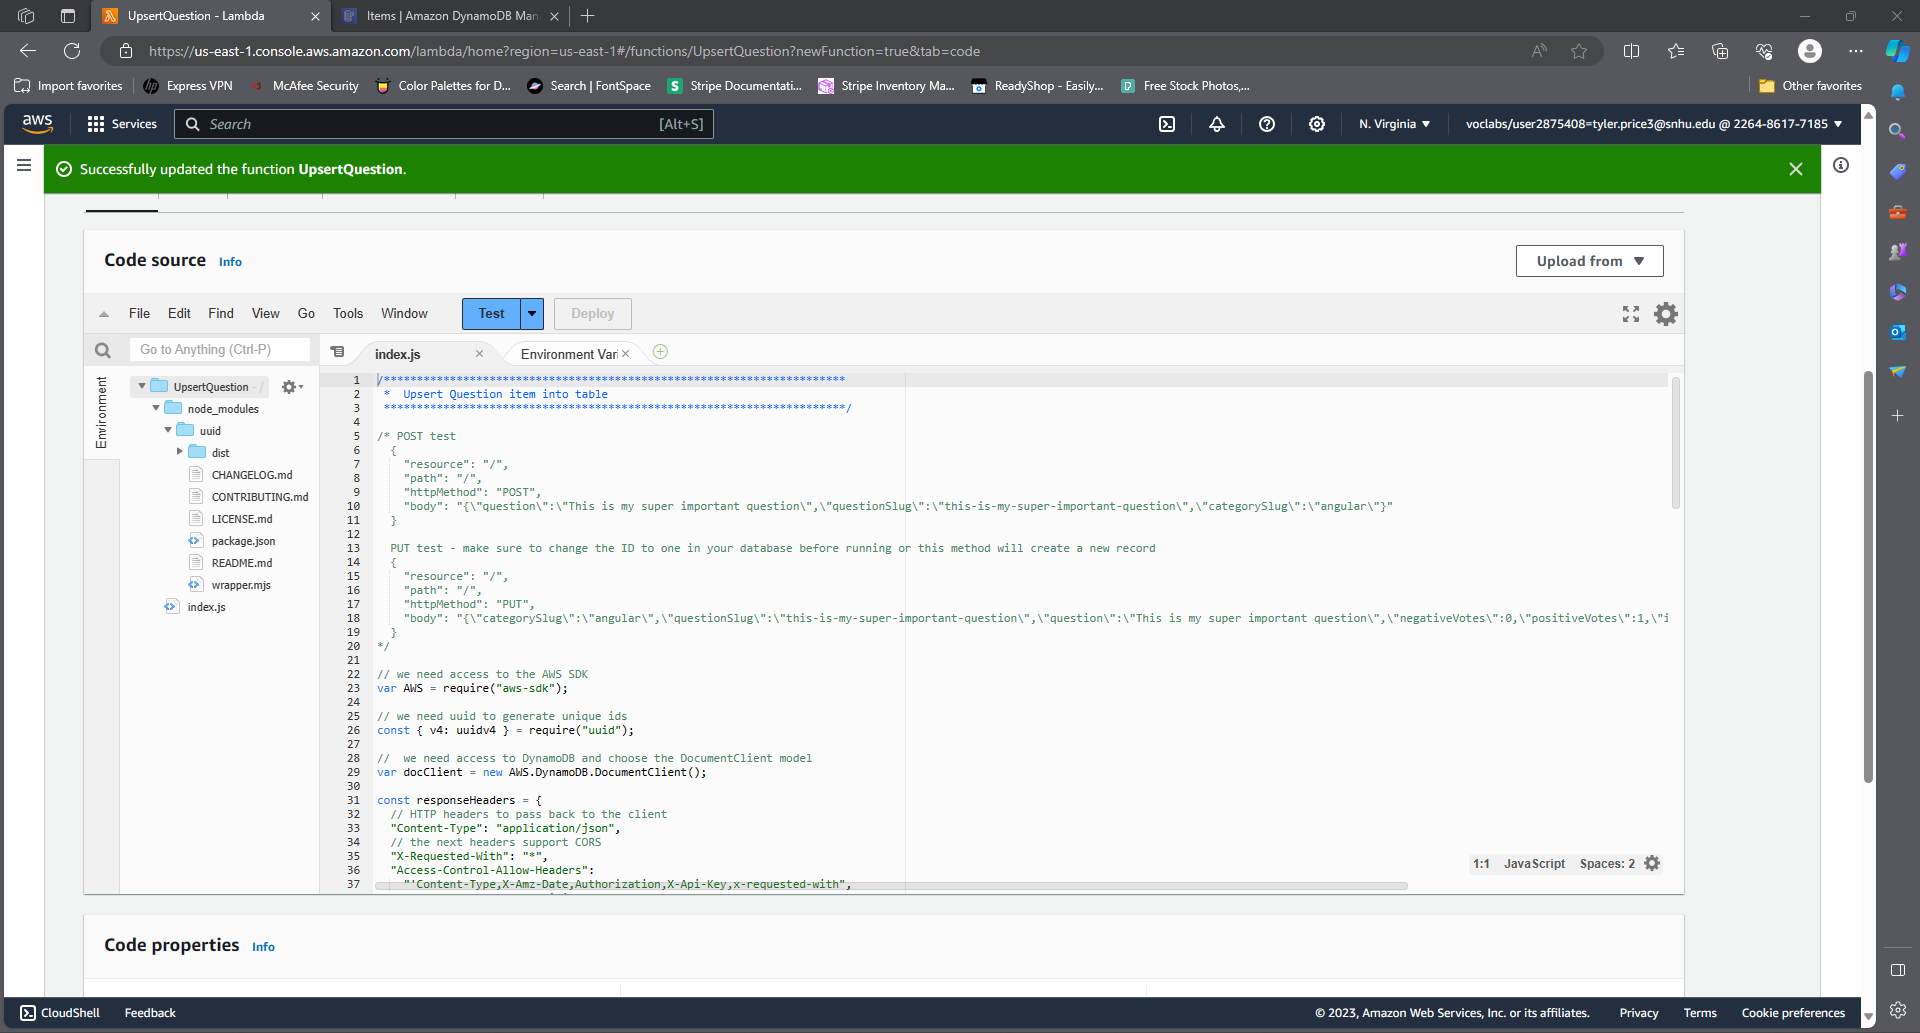 UpsertQuestion - Lambda
Items | Amazon DynamoDB Man
https://us-east-1.console.aws.amazon.com/lambda/home?region=us-east-1#/functions/UpsertQuestion?newFunction=true&tab=code
Import favorites
Express VPN
McAfee Security
Color Palettes for D...
Search | FontSpace
Stripe Documentati...
Stripe Inventory Ma...
ReadyShop - Easily...
Free Stock Photos,...
Other favorites
aws
Services
Search
[Alt+S]
N. Virginia
voclabs/user2875408=tyler.price3@snhu.edu @ 2264-8617-7185
Successfully updated the function UpsertQuestion.
Code source Info
Upload from
File Edit Find View Go Tools Window
Test
Deploy
Go to Anything (Ctrl-P)
index.js
Environment Vari
Environment
UpsertQuestion - /
node_modules
uuid
dist
CHANGELOG.md
CONTRIBUTING.md
LICENSE.md
package.json
README.md
wrapper.mjs
index.js
1 /**********************************************************************
2 * Upsert Question item into table
3 **********************************************************************/
4
5 /* POST test
6 {
7 "resource": "/",
8 "path": "/",
9 "httpMethod": "POST",
10 "body": "{\"question\":\"This is my super important question\",\"questionSlug\":\"this-is-my-super-important-question\",\"categorySlug\":\"angular\"}"
11 }
12
13 PUT test - make sure to change the ID to one in your database before running or this method will create a new record
14 {
15 "resource": "/",
16 "path": "/",
17 "httpMethod": "PUT",
18 "body": "{\"categorySlug\":\"angular\",\"questionSlug\":\"this-is-my-super-important-question\",\"question\":\"This is my super important question\",\"negativeVotes\":0,\"positiveVotes\":1,\"i
19 }
20 */
21
22 // we need access to the AWS SDK
23 var AWS = require("aws-sdk");
24
25 // we need uuid to generate unique ids
26 const { v4: uuidv4 } = require("uuid");
27
28 // we need access to DynamoDB and choose the DocumentClient model
29 var docClient = new AWS.DynamoDB.DocumentClient();
30
31 const responseHeaders = {
32 // HTTP headers to pass back to the client
33 "Content-Type": "application/json",
34 // the next headers support CORS
35 "X-Requested-With": "*",
36 "Access-Control-Allow-Headers":
37 "'Content-Type,X-Amz-Date,Authorization,X-Api-Key,x-requested-with",
1:1 JavaScript Spaces: 2
Code properties Info
CloudShell
Feedback
© 2023, Amazon Web Services, Inc. or its affiliates.
Privacy
Terms
Cookie preferences